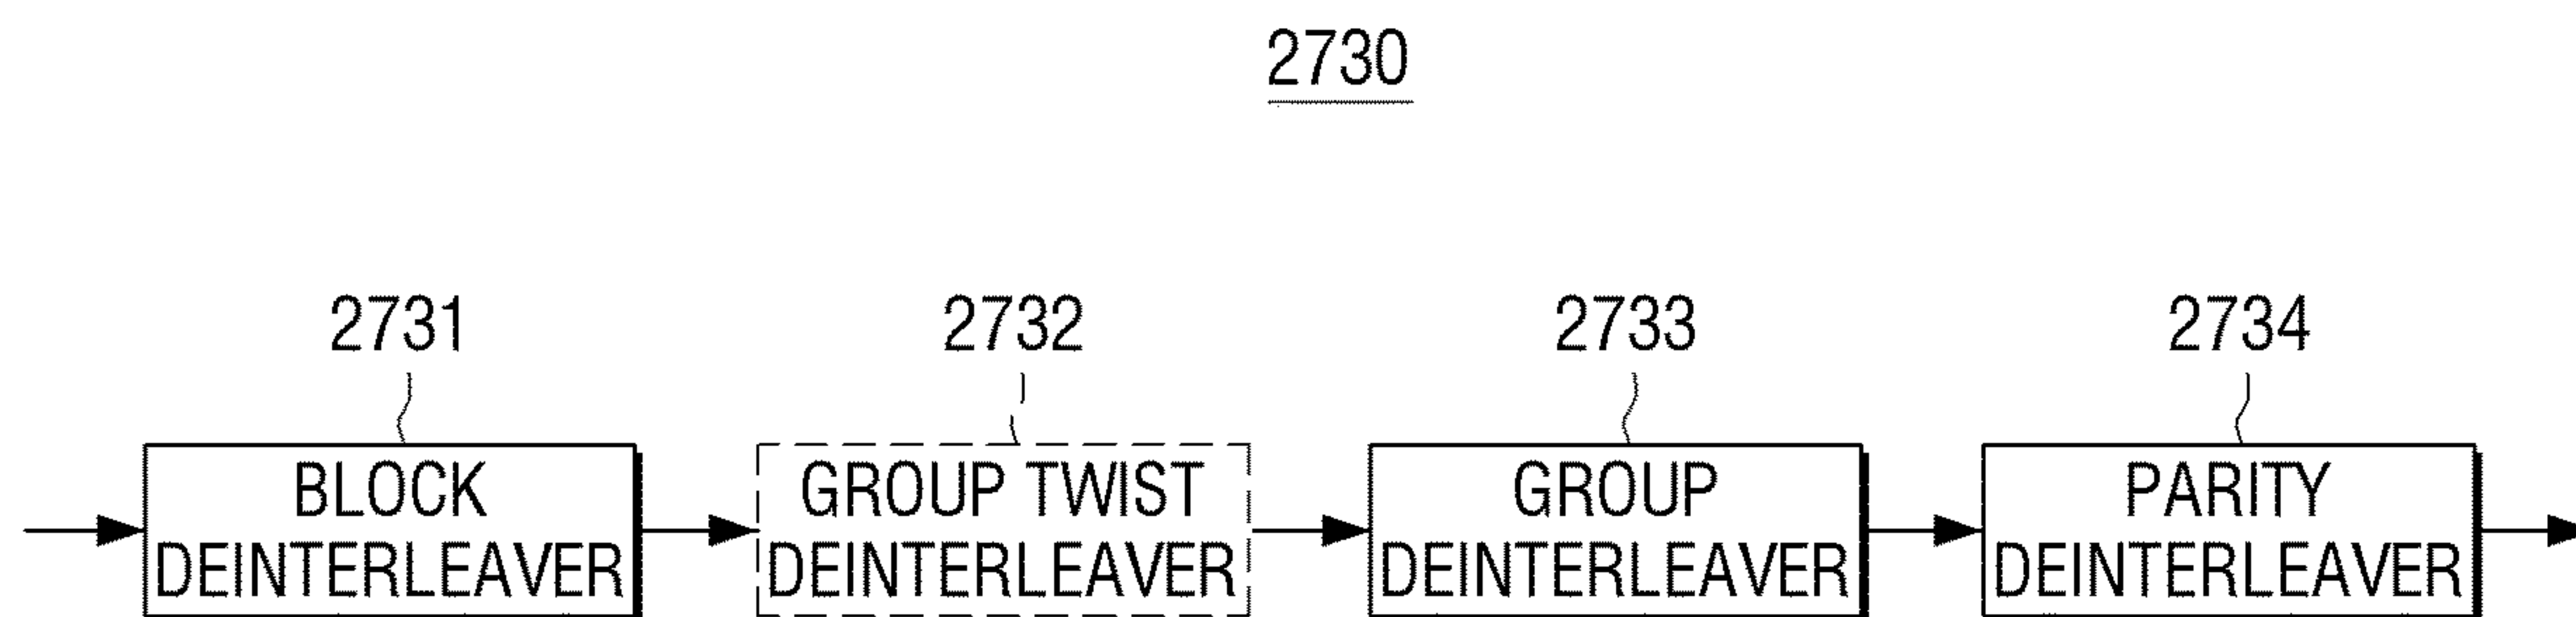 2730
2731
2732
2733
2734
BLOCK
DEINTERLEAVER
GROUP TWIST
DEINTERLEAVER
GROUP
DEINTERLEAVER
PARITY
DEINTERLEAVER